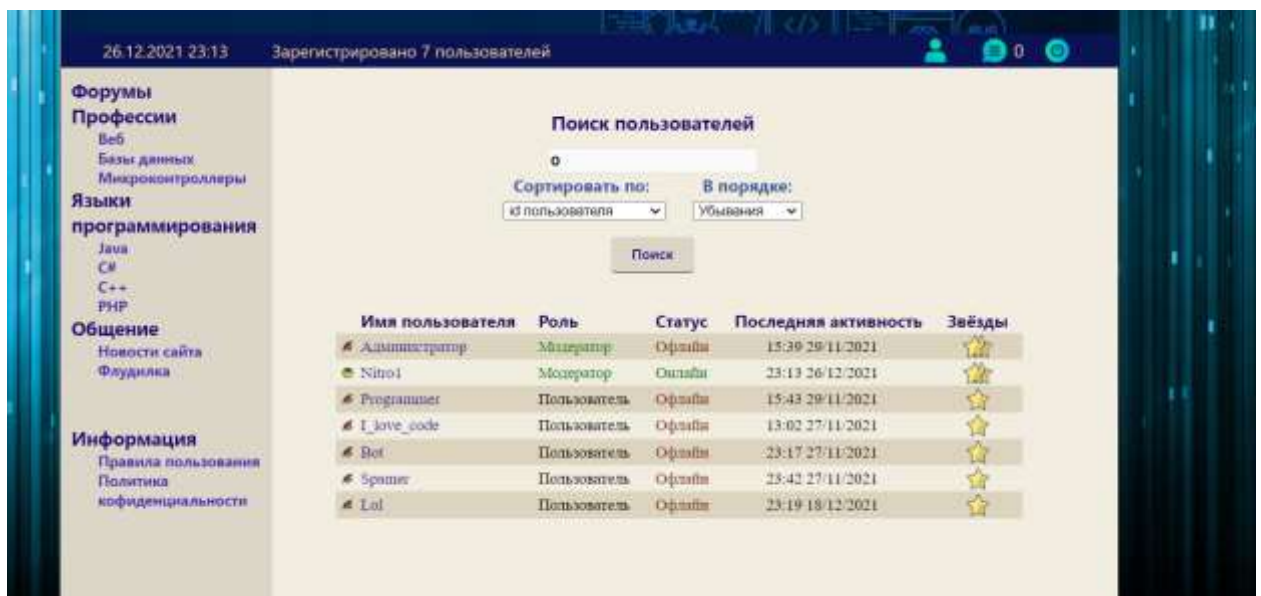 26.12.2021 23:13 Зарегистрировано 7 пользователей 0
Форумы
Профессии
Веб
Базы данных
Микроконтроллеры
Языки
программирования
Java
C#
C++
PHP
Общение
Новости сайта
Флудилка
Информация
Правила пользования
Политика
кофиденциальности
Поиск пользователей
о
Сортировать по: В порядке:
id пользователя Убывания
Поиск
Имя пользователя Роль Статус Последняя активность Звёзды
Администратор Модератор Офлайн 15:39 29/11/2021
Nitro1 Модератор Онлайн 23:13 26/12/2021
Programmer Пользователь Офлайн 15:43 29/11/2021
I_love_code Пользователь Офлайн 13:02 27/11/2021
Bot Пользователь Офлайн 23:17 27/11/2021
Spamer Пользователь Офлайн 23:42 27/11/2021
Lol Пользователь Офлайн 23:19 18/12/2021